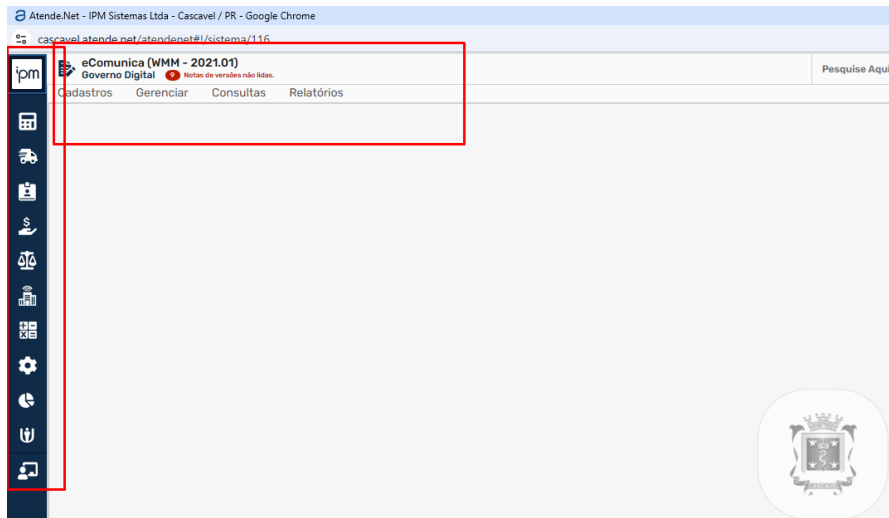 Atende.Net - IPM Sistemas Ltda - Cascavel / PR - Google Chrome
cascavel.atende.net/atendenet#!/sistema/116
ipm
eComunica (WMM - 2021.01)
Governo Digital 9 Notas de versões não lidas.
Pesquise Aqui
Cadastros Gerenciar Consultas Relatórios
CASCAVEL